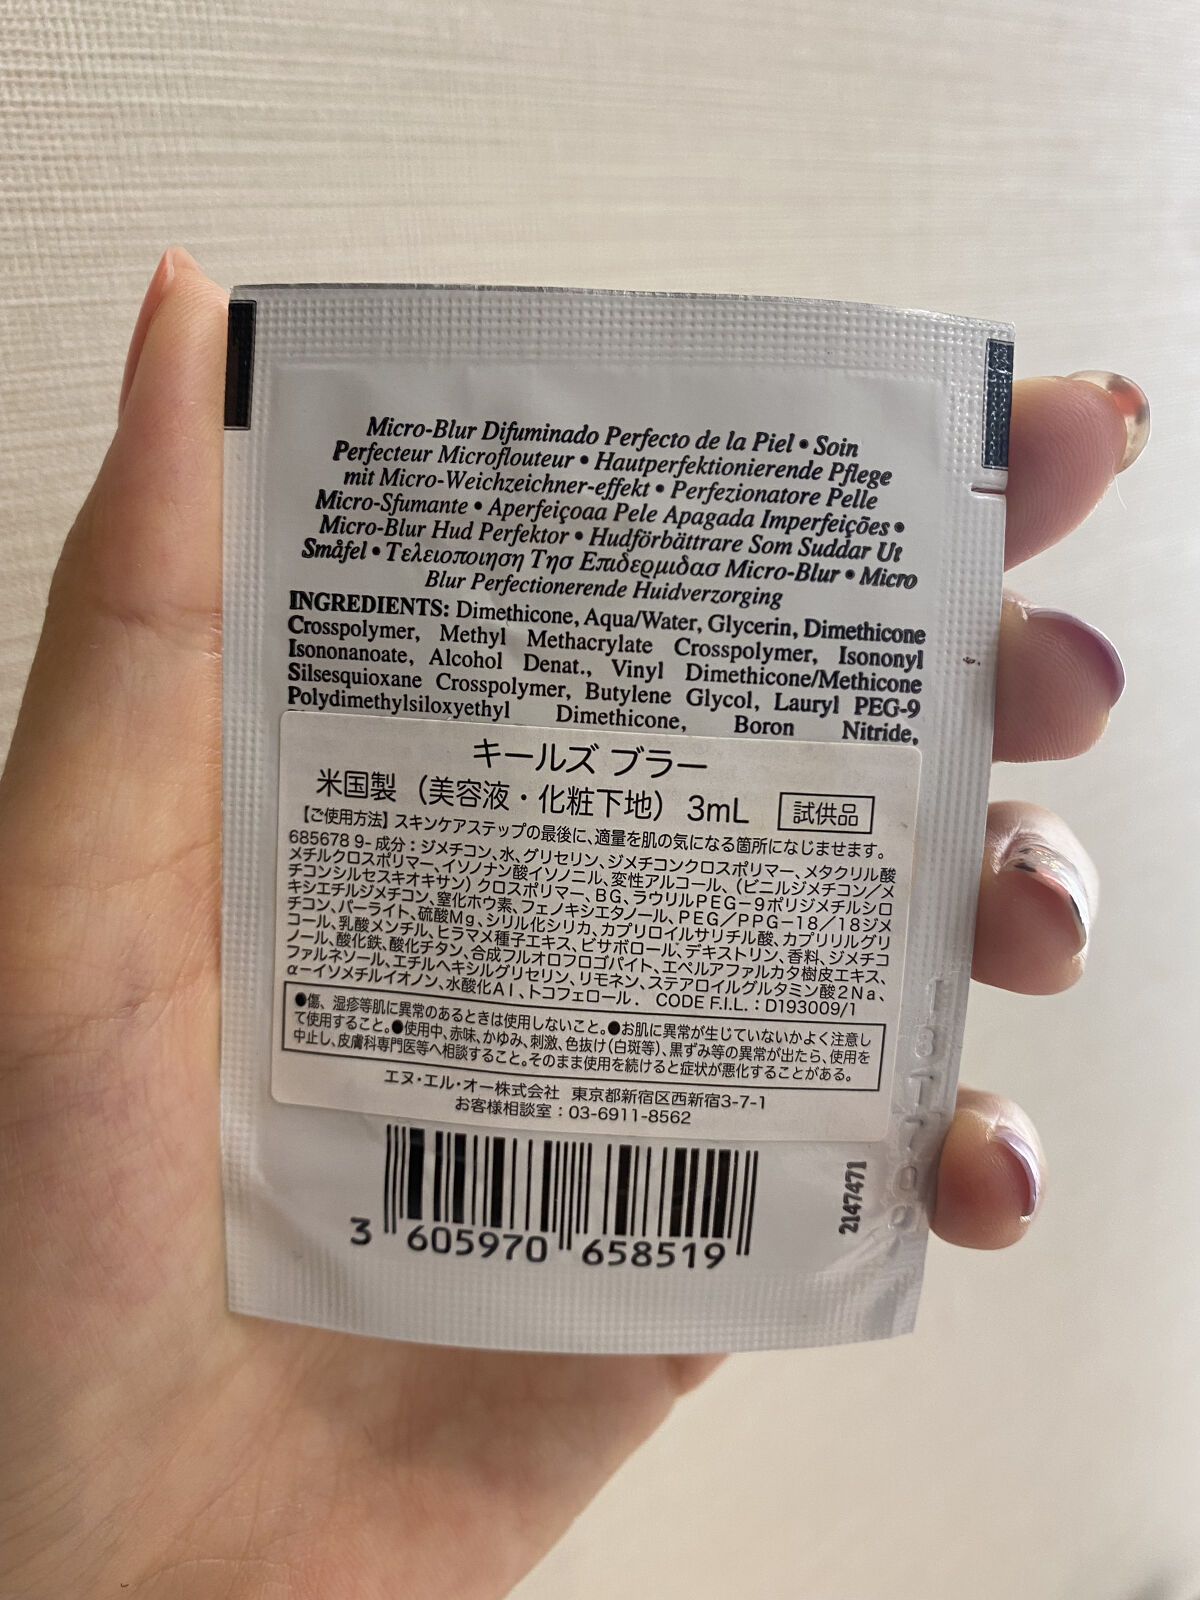 Micro-Blur Difuminado Perfecto de la Piel • Soin
Perfecteur Microflouteur • Hautperfektionierende Pflege
mit Micro-Weichzeichner-effekt • Perfezionatore Pelle
Micro-Sfumante • Aperfeiçoaa Pele Apagada Imperfeições •
Micro-Blur Hud Perfektor • Hudförbättrare Som Suddar Ut
Småfel • Τελειοποιηση Τησ Επιδερμιδασ Micro-Blur • Micro
Blur Perfectionerende Huidverzorging
INGREDIENTS: Dimethicone, Aqua/Water, Glycerin, Dimethicone
Crosspolymer, Methyl Methacrylate Crosspolymer, Isononyl
Isononanoate, Alcohol Denat., Vinyl Dimethicone/Methicone
Silsesquioxane Crosspolymer, Butylene Glycol, Lauryl PEG-9
Polydimethylsiloxyethyl Dimethicone, Boron Nitride,
キールズ ブラー
米国製（美容液・化粧下地）3mL 試供品
【ご使用方法】スキンケアステップの最後に、適量を肌の気になる箇所になじませます。
685678 9- 成分：ジメチコン、水、グリセリン、ジメチコンクロスポリマー、メタクリル酸
メチルクロスポリマー、イソノナン酸イソノニル、変性アルコール、（ビニルジメチコン／メ
チコンシルセスキオキサン）クロスポリマー、BG、ラウリルPEG－9ポリジメチルシロ
キシエチルジメチコン、窒化ホウ素、フェノキシエタノール、PEG／PPG－18／18ジメ
チコン、パーライト、硫酸Mg、シリル化シリカ、カプリロイルサリチル酸、カプリリルグリ
コール、乳酸メンチル、ヒラマメ種子エキス、ビサボロール、デキストリン、香料、ジメチコ
ノール、酸化鉄、酸化チタン、合成フルオロフロゴパイト、エペルアファルカタ樹皮エキス、
ファルネソール、エチルヘキシルグリセリン、リモネン、ステアロイルグルタミン酸2Na、
α－イソメチルイオノン、水酸化Al、トコフェロール． CODE F.I.L.：D193009/1
●傷、湿疹等肌に異常のあるときは使用しないこと。●お肌に異常が生じていないかよく注意し
て使用すること。●使用中、赤味、かゆみ、刺激、色抜け（白斑等）、黒ずみ等の異常が出たら、使用を
中止し、皮膚科専門医等へ相談すること。そのまま使用を続けると症状が悪化することがある。
エヌ・エル・オー株式会社 東京都新宿区西新宿3-7-1
お客様相談室：03-6911-8562
2147471
3 605970 658519